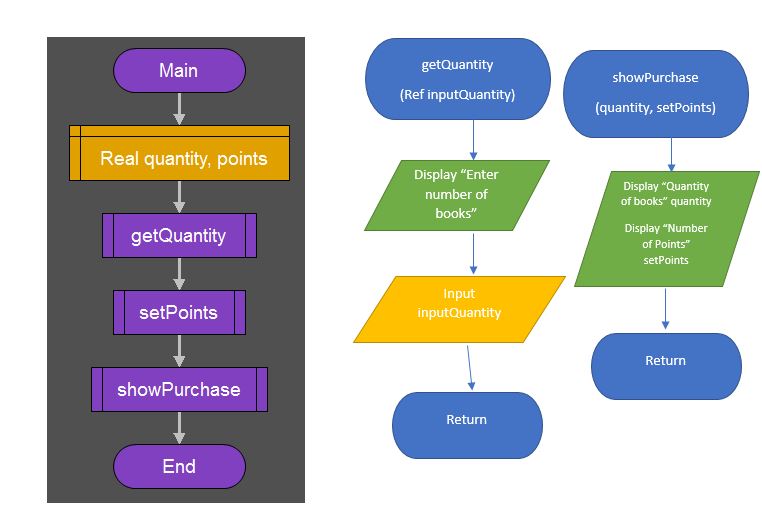 Main
Real quantity, points
getQuantity
setPoints
showPurchase
End
getQuantity
(Ref inputQuantity)
Display “Enter
number of
books”
Input
inputQuantity
Return
showPurchase
(quantity, setPoints)
Display “Quantity
of books” quantity
Display “Number
of Points”
setPoints
Return